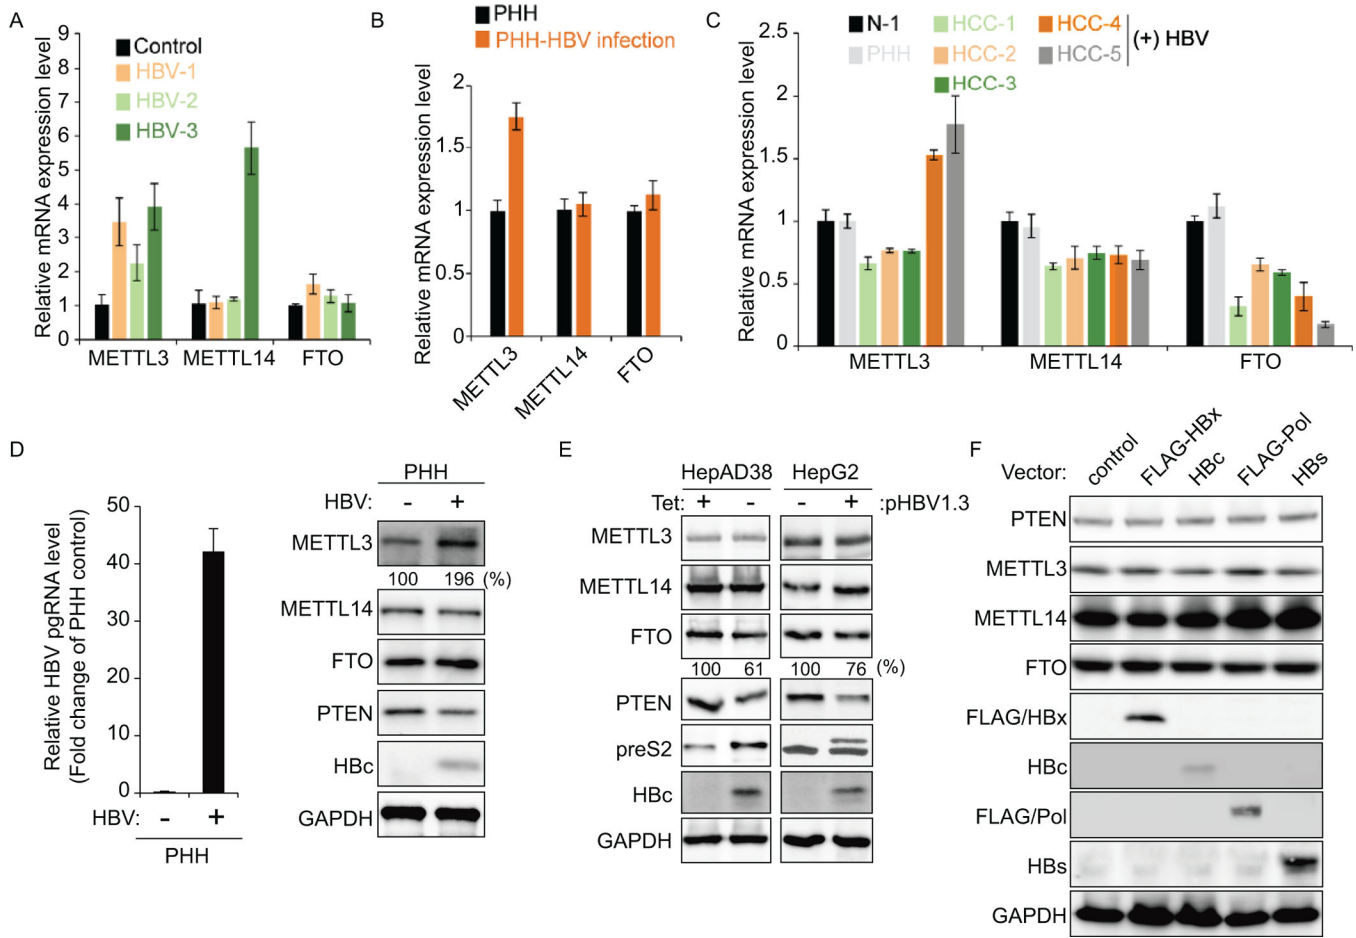 A
Relative mRNA expression level
9
8
7
6
5
4
3
2
1
0
Control
HBV-1
HBV-2
HBV-3
METTL3 METTL14 FTO
B
Relative mRNA expression level
PHH
PHH-HBV infection
2
1.5
1
0.5
0
METTL3
METTL14
FTO
C
Relative mRNA expression level
N-1 HCC-1 HCC-4
PHH HCC-2 HCC-5
HCC-3
(+) HBV
2.5
2
1.5
1
0.5
0
METTL3 METTL14 FTO
D
Relative HBV pgRNA level
(Fold change of PHH control)
50
40
30
20
10
0
HBV: - +
PHH
PHH
HBV: - +
METTL3
100 196 (%)
METTL14
FTO
PTEN
HBc
GAPDH
E
HepAD38 HepG2
Tet: + - - + :pHBV1.3
METTL3
METTL14
FTO
100 61 100 76 (%)
PTEN
preS2
HBc
GAPDH
F
Vector: control FLAG-HBx HBc FLAG-Pol HBs
PTEN
METTL3
METTL14
FTO
FLAG/HBx
HBc
FLAG/Pol
HBs
GAPDH